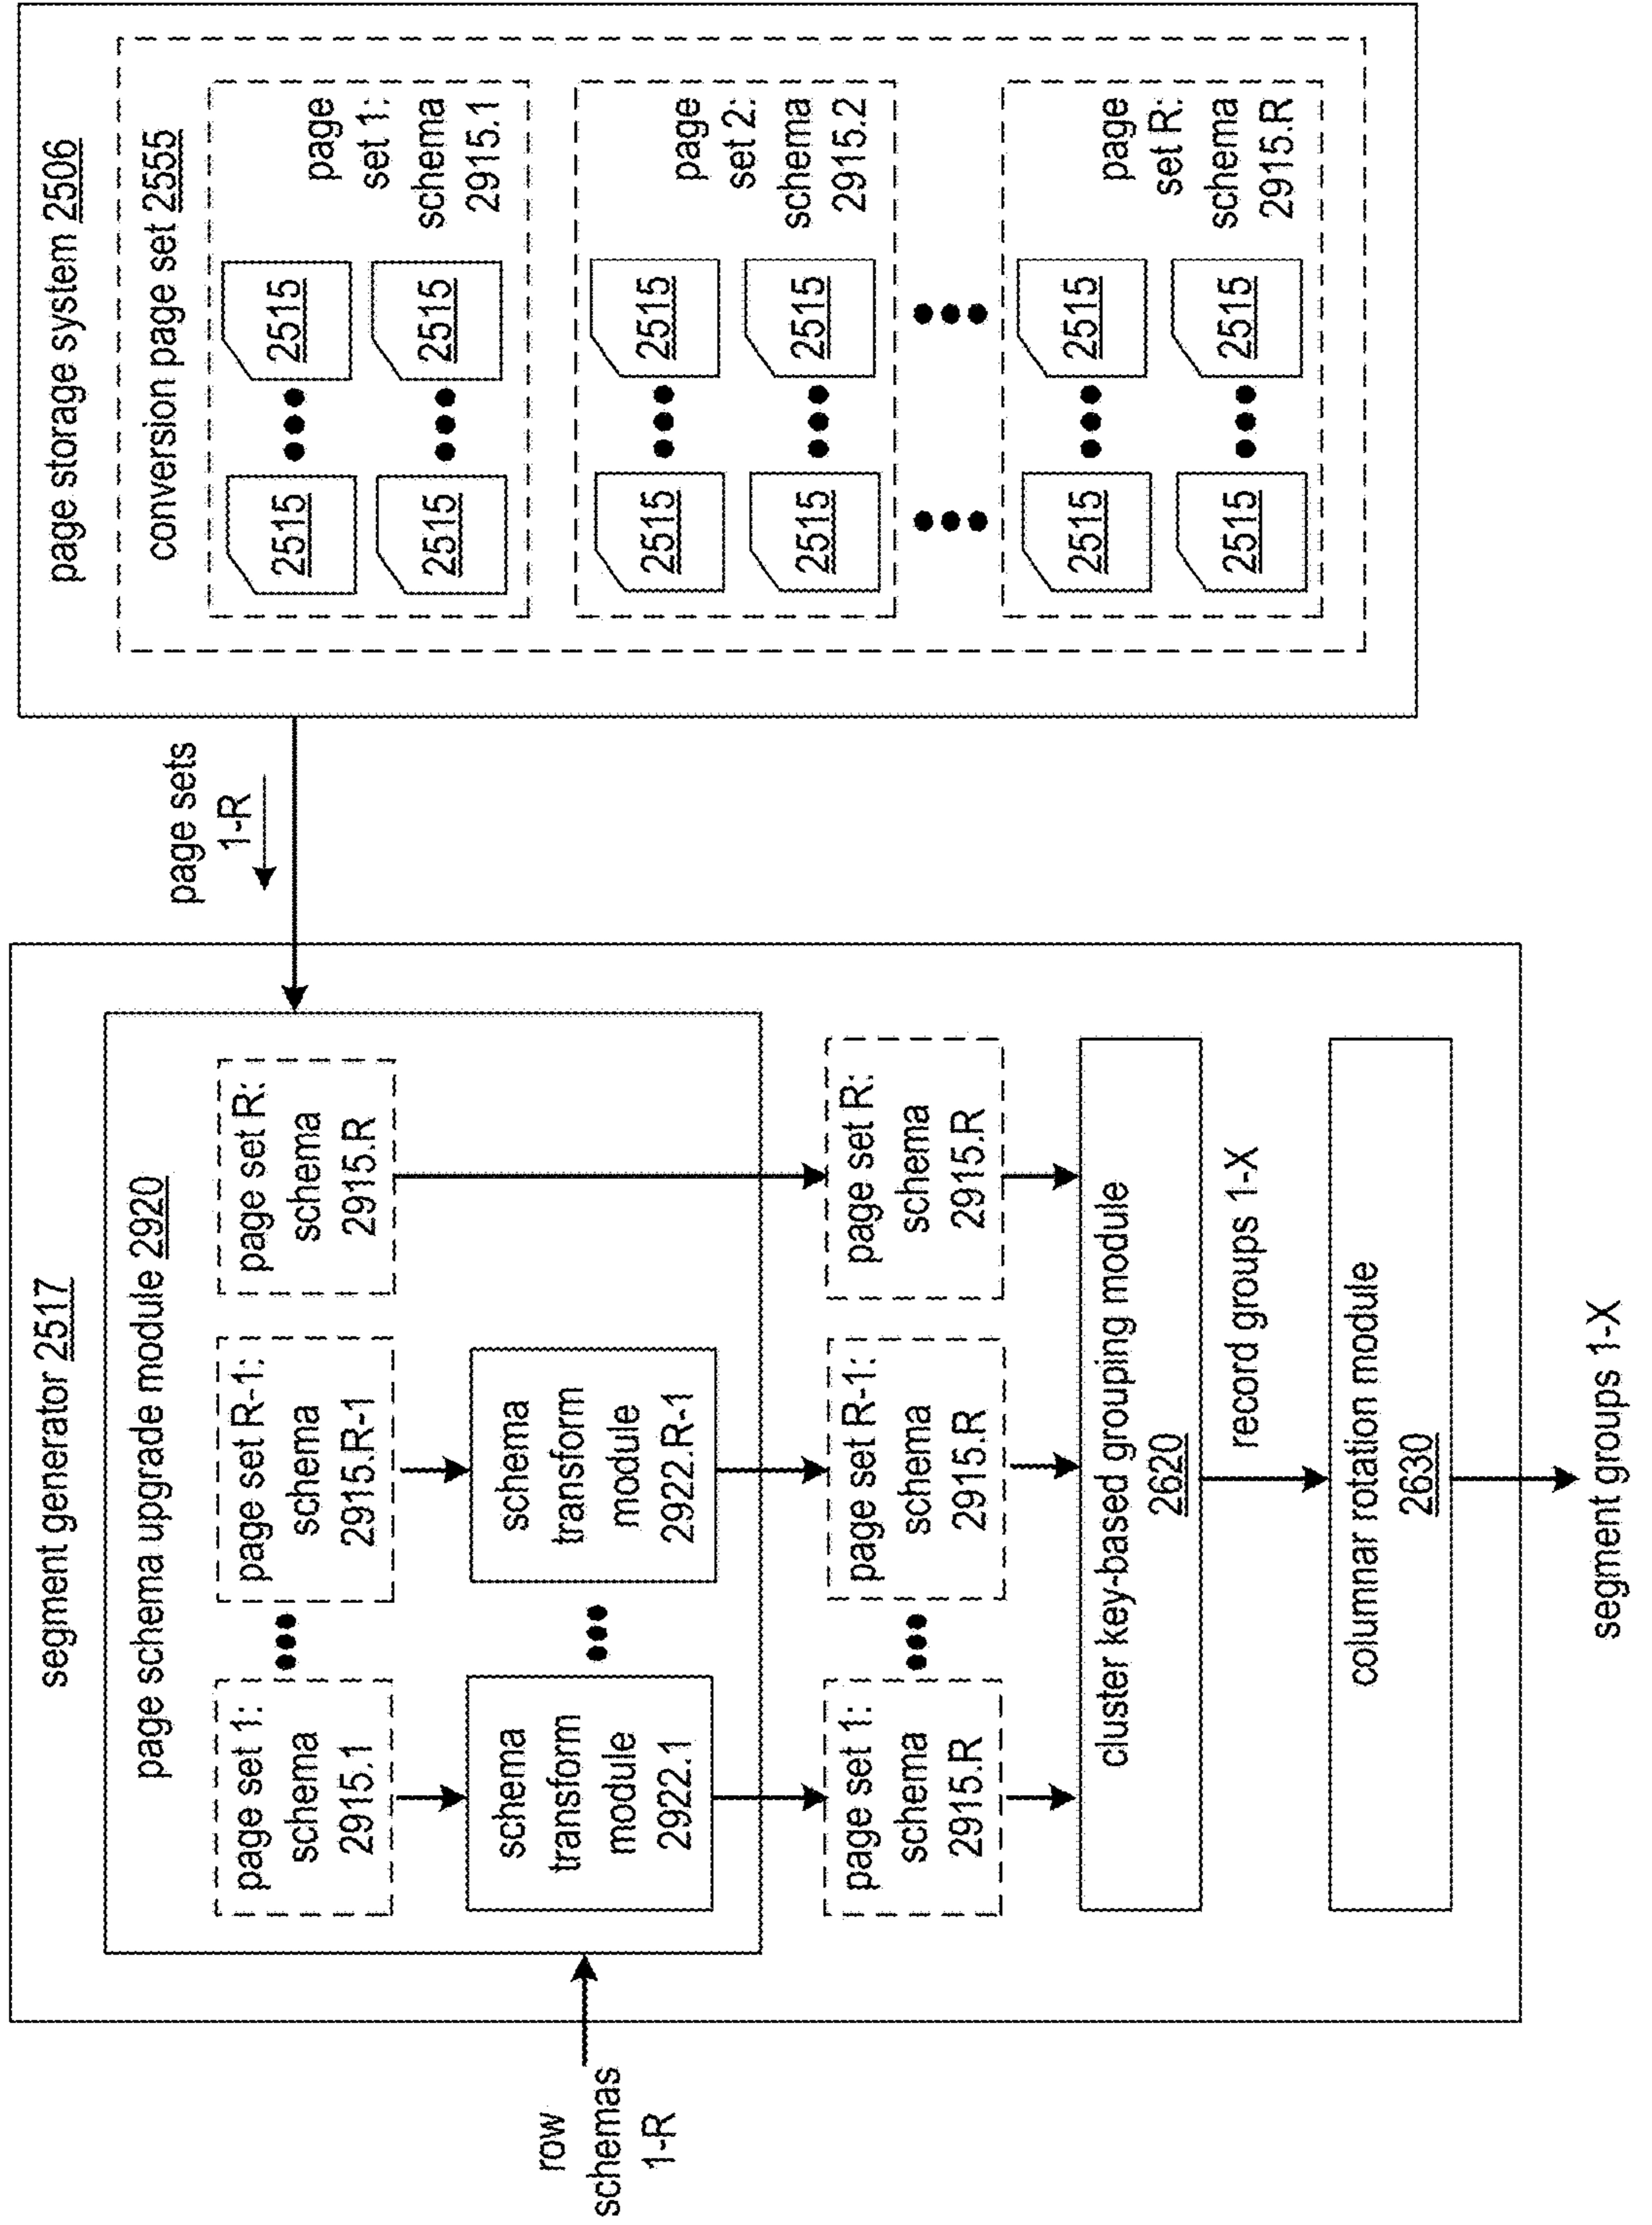 segment generator 2517
page schema upgrade module 2920
page set 1:
schema
2915.1
page set R-1:
schema
2915.R-1
page set R:
schema
2915.R
schema
transform
module
2922.1
schema
transform
module
2922.R-1
row
schemas
1-R
page set 1:
schema
2915.R
page set R-1:
schema
2915.R
page set R:
schema
2915.R
cluster key-based grouping module
2620
record groups 1-X
columnar rotation module
2630
segment groups 1-X
page sets
1-R
page storage system 2506
conversion page set 2555
2515
2515
2515
2515
page
set 1:
schema
2915.1
2515
2515
2515
2515
page
set 2:
schema
2915.2
2515
2515
2515
2515
page
set R:
schema
2915.R